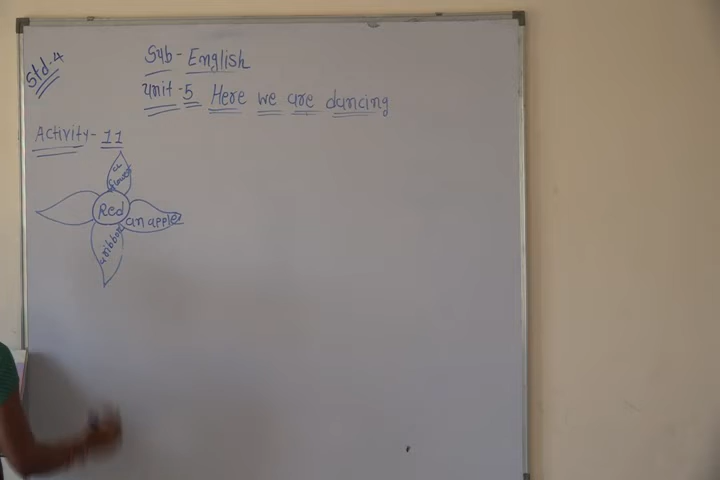 Std.4
Sub - English
Unit - 5 Here we are dancing
Activity - 11
a flower
Red
an apple
a ribbon